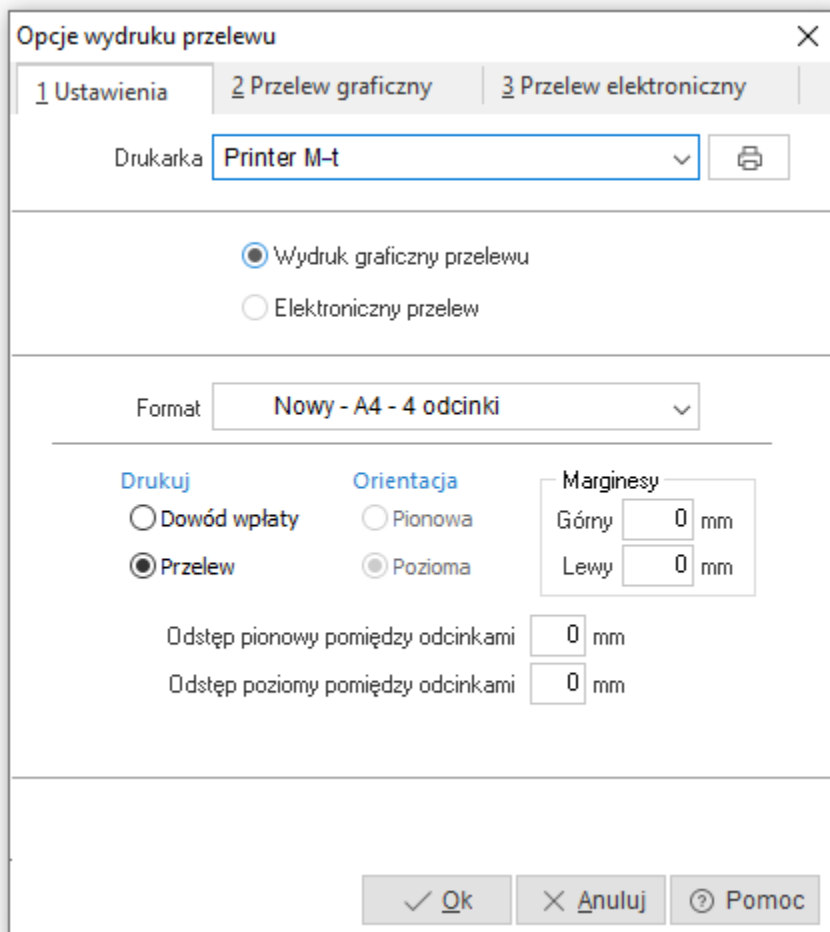 Opcje wydruku przelewu
1 Ustawienia 2 Przelew graficzny 3 Przelew elektroniczny
Drukarka Printer M-t
Wydruk graficzny przelewu
Elektroniczny przelew
Format Nowy - A4 - 4 odcinki
Drukuj Orientacja Marginesy
Dowód wpłaty Pionowa Górny 0 mm
Przelew Pozioma Lewy 0 mm
Odstęp pionowy pomiędzy odcinkami 0 mm
Odstęp poziomy pomiędzy odcinkami 0 mm
Ok Anuluj Pomoc